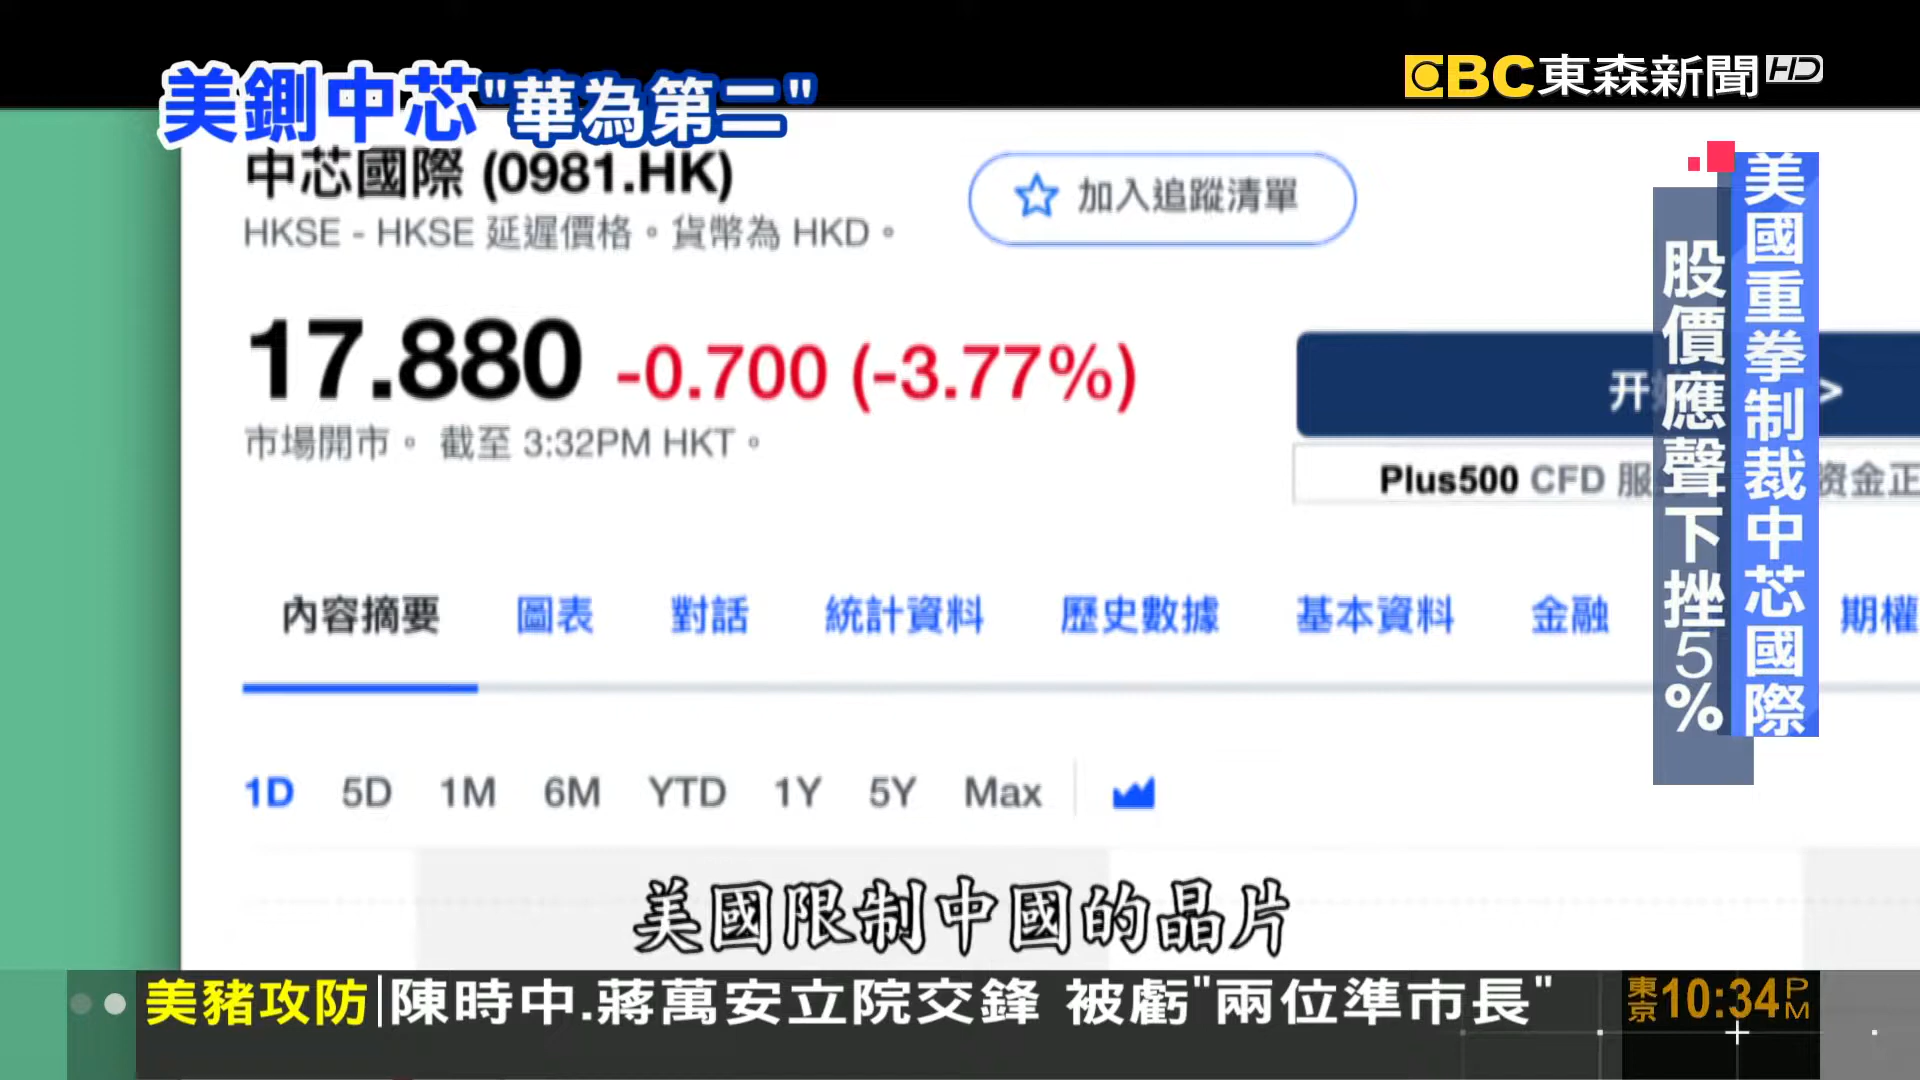 美鍘中芯"華為第二"
EBC東森新聞HD
中芯國際 (0981.HK)
HKSE - HKSE 延遲價格。貨幣為 HKD。
加入追蹤清單
17.880 -0.700 (-3.77%)
市場開市。 截至 3:32PM HKT。
开 >
Plus500 CFD 服 资金正
美國重拳制裁中芯國際
股價應聲下挫5%
內容摘要 圖表 對話 統計資料 歷史數據 基本資料 金融 期權
1D 5D 1M 6M YTD 1Y 5Y Max
美國限制中國的晶片
美豬攻防 陳時中.蔣萬安立院交鋒 被虧"兩位準市長"
東京 10:34 PM